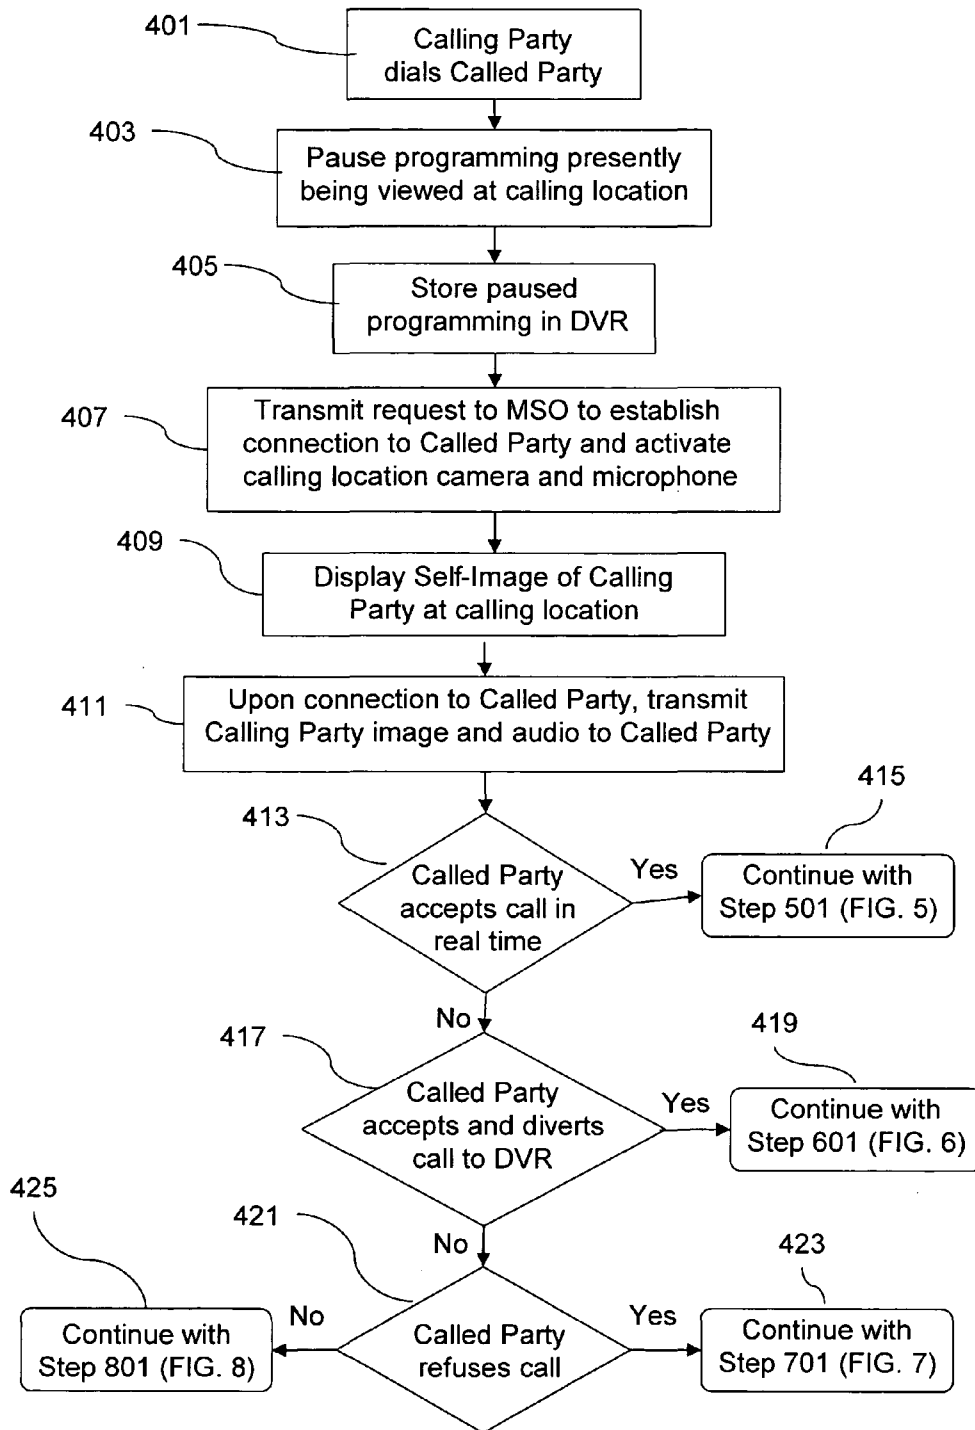 401
Calling Party
dials Called Party
403
Pause programming presently
being viewed at calling location
405
Store paused
programming in DVR
407
Transmit request to MSO to establish
connection to Called Party and activate
calling location camera and microphone
409
Display Self-Image of Calling
Party at calling location
411
Upon connection to Called Party, transmit
Calling Party image and audio to Called Party
413
Called Party
accepts call in
real time
Yes
415
Continue with
Step 501 (FIG. 5)
No
417
Called Party
accepts and diverts
call to DVR
Yes
419
Continue with
Step 601 (FIG. 6)
No
421
Called Party
refuses call
Yes
423
Continue with
Step 701 (FIG. 7)
No
425
Continue with
Step 801 (FIG. 8)